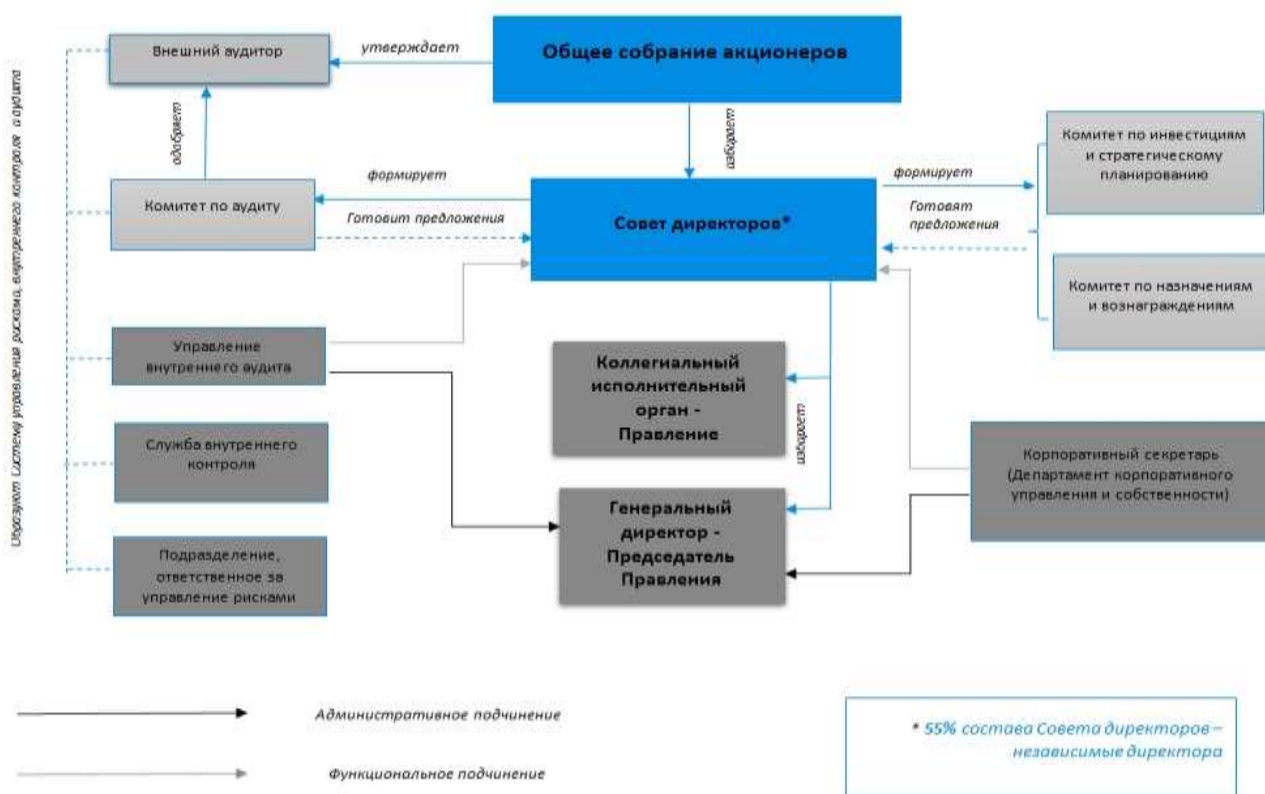 Внешний аудитор
утверждает
Общее собрание акционеров
одобряет
избирает
Комитет по инвестициям
и стратегическому
планированию
Комитет по аудиту
формирует
Готовит предложения
Совет директоров*
формирует
Готовят
предложения
Комитет по назначениям
и вознаграждениям
Управление
внутреннего аудита
Коллегиальный
исполнительный
орган -
Правление
избирает
Служба внутреннего
контроля
Корпоративный секретарь
(Департамент корпоративного
управления и собственности)
Генеральный
директор -
Председатель
Правления
Подразделение,
ответственное за
управление рисками
Образуют Систему управления рисками, внутреннего контроля и аудита
Административное подчинение
Функциональное подчинение
* 55% состава Совета директоров –
независимые директора